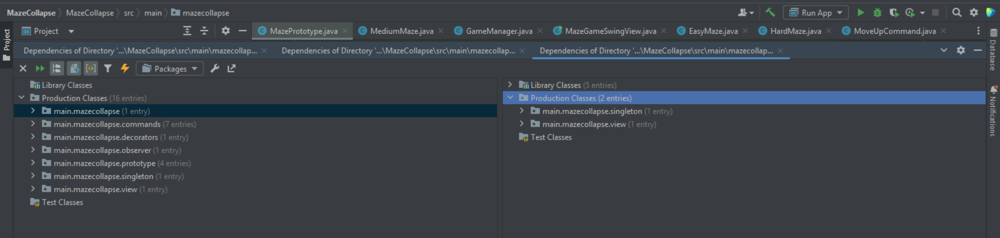 MazeCollapse MazeCollapse src main mazecollapse Run App
Project
Project MazePrototype.java MediumMaze.java GameManager.java MazeGameSwingView.java EasyMaze.java HardMaze.java MoveUpCommand.java
Dependencies of Directory '...\MazeCollapse\src\main\mazecollap... Dependencies of Directory '...\MazeCollapse\src\main\mazecollap... Dependencies of Directory '...\MazeCollapse\src\main\mazecollap...
Packages
Library Classes
Production Classes (16 entries)
main.mazecollapse (1 entry)
main.mazecollapse.commands (7 entries)
main.mazecollapse.decorators (1 entry)
main.mazecollapse.observer (1 entry)
main.mazecollapse.prototype (4 entries)
main.mazecollapse.singleton (1 entry)
main.mazecollapse.view (1 entry)
Test Classes
Library Classes (5 entries)
Production Classes (2 entries)
main.mazecollapse.singleton (1 entry)
main.mazecollapse.view (1 entry)
Test Classes
Database
Notifications